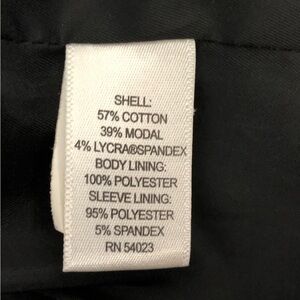 SHELL:
57% COTTON
39% MODAL
4% LYCRA®SPANDEX
BODY LINING:
100% POLYESTER
SLEEVE LINING:
95% POLYESTER
5% SPANDEX
RN 54023